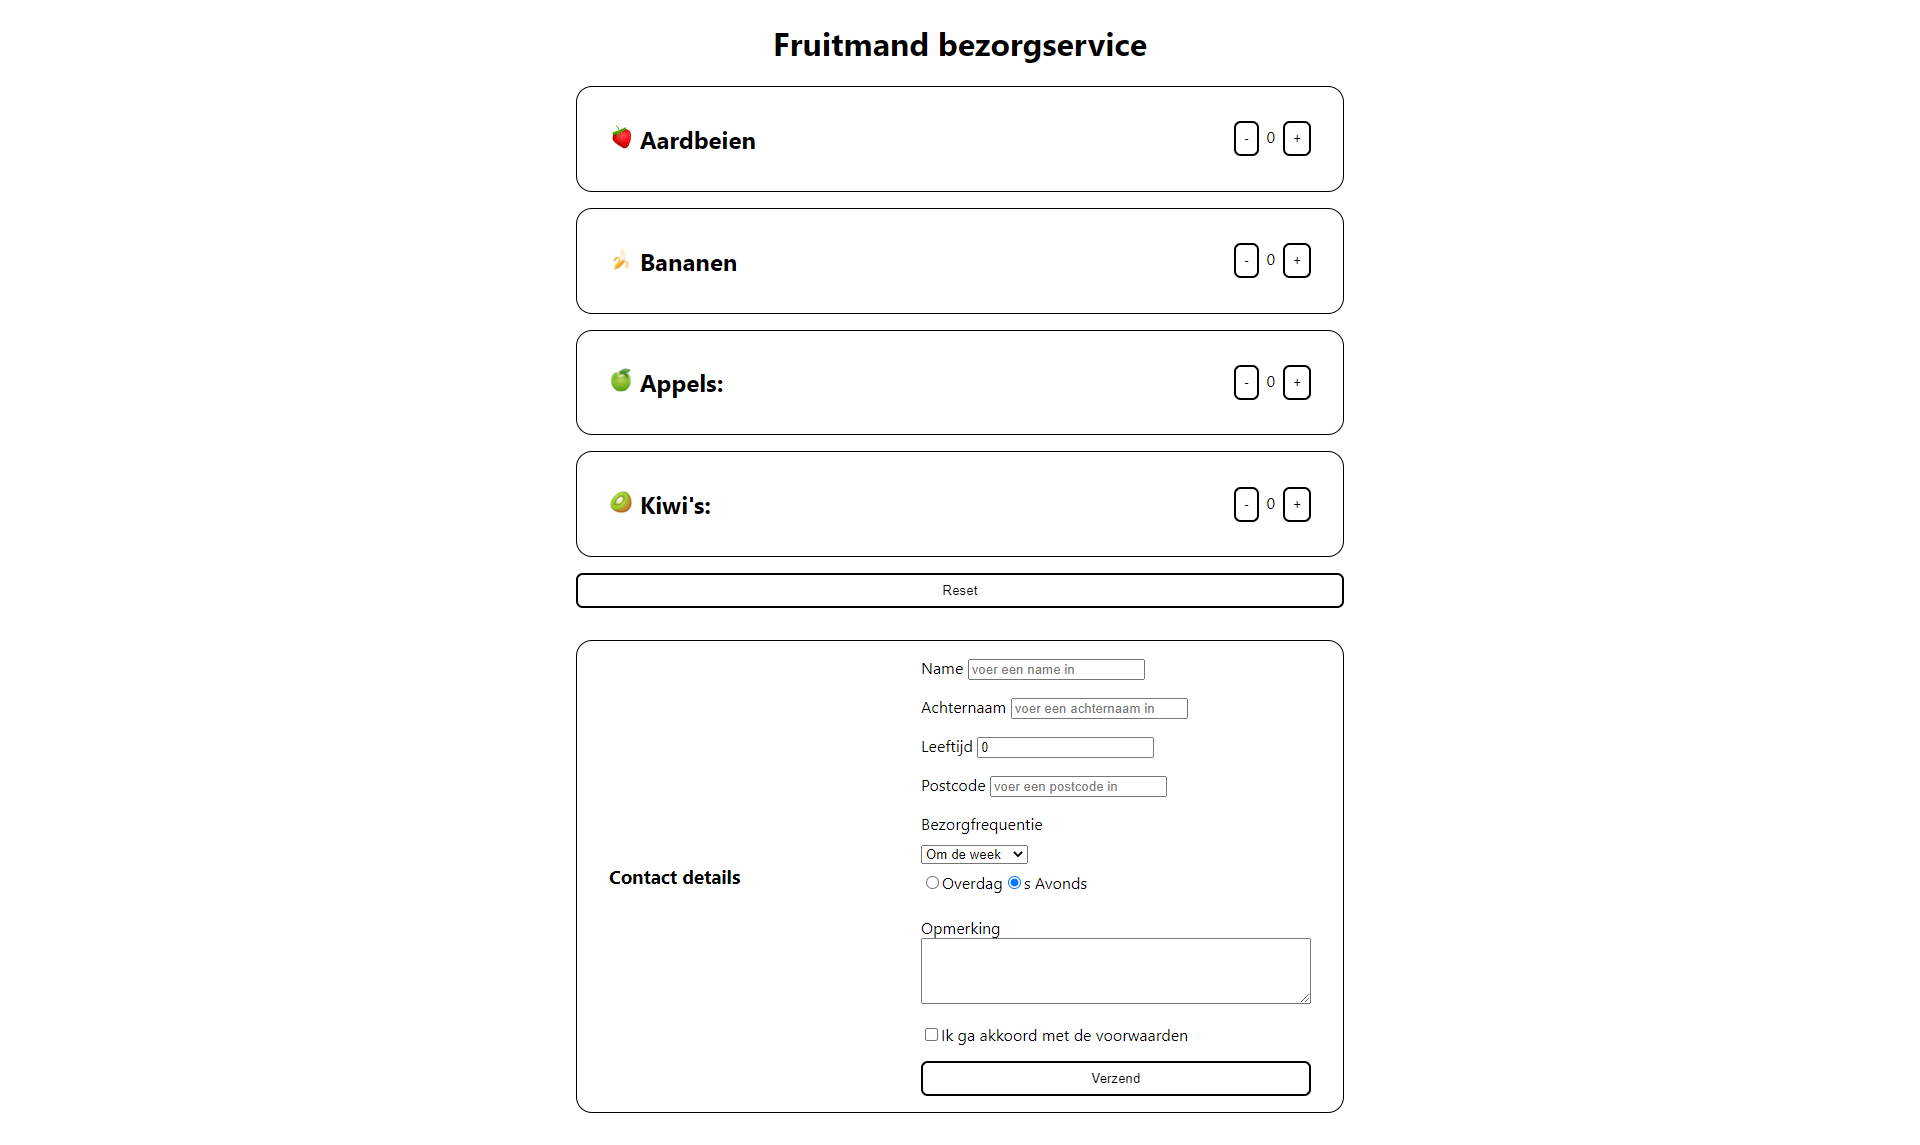 Fruitmand bezorgservice
Aardbeien - 0 +
Bananen - 0 +
Appels: - 0 +
Kiwi's: - 0 +
Reset
Name voer een name in
Achternaam voer een achternaam in
Leeftijd 0
Postcode voer een postcode in
Bezorgfrequentie
Om de week
Contact details
Overdag s Avonds
Opmerking
Ik ga akkoord met de voorwaarden
Verzend